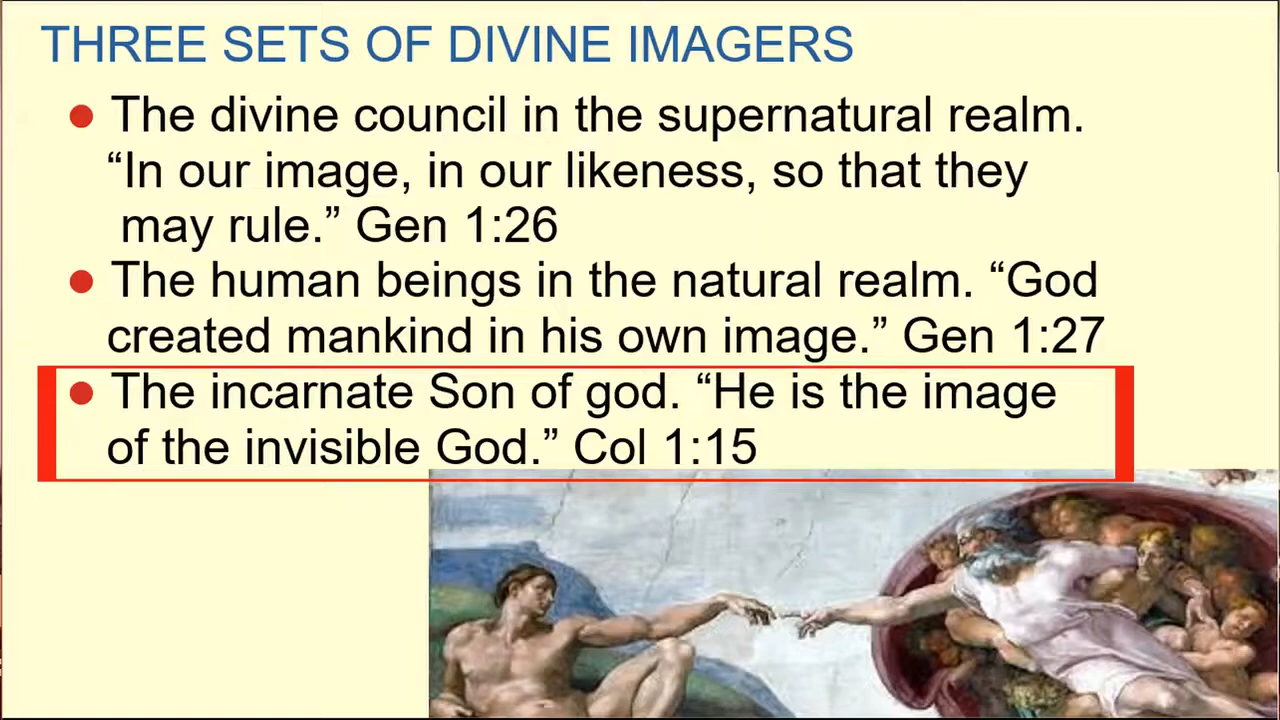 THREE SETS OF DIVINE IMAGERS
● The divine council in the supernatural realm.
“In our image, in our likeness, so that they
may rule.” Gen 1:26
● The human beings in the natural realm. “God
created mankind in his own image.” Gen 1:27
● The incarnate Son of god. “He is the image
of the invisible God.” Col 1:15